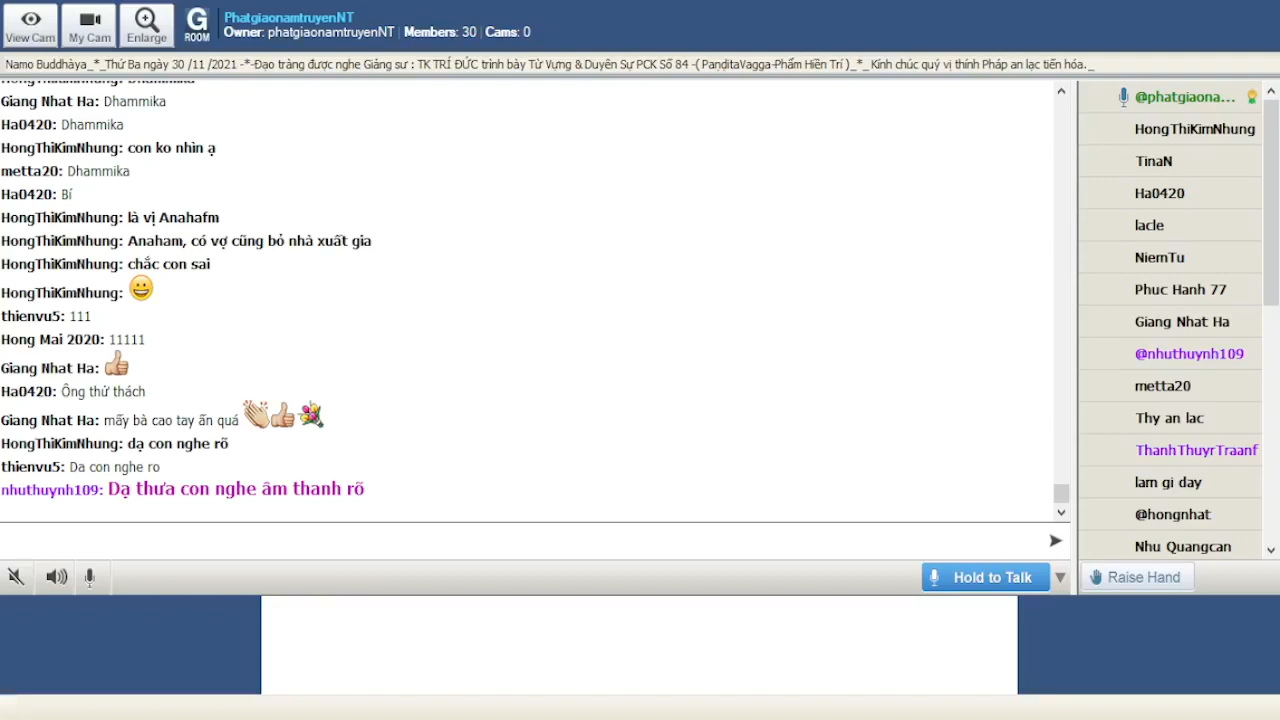 View Cam
My Cam
Enlarge
G
ROOM
PhatgiaonamtruyenNT
Owner: phatgiaonamtruyenNT | Members: 30 | Cams: 0
Namo Buddhàya_*_Thứ Ba ngày 30 /11 /2021 -*-Đạo tràng được nghe Giảng sư : TK TRÍ ĐỨC trình bày Từ Vựng & Duyên Sự PCK Số 84 -( PaṇḍitaVagga-Phẩm Hiền Trí )_*_ Kính chúc quý vị thính Pháp an lạc tiến hóa._
HongThiKimNhung: Dhammika
Giang Nhat Ha: Dhammika
Ha0420: Dhammika
HongThiKimNhung: con ko nhìn ạ
metta20: Dhammika
Ha0420: Bí
HongThiKimNhung: là vị Anahafm
HongThiKimNhung: Anaham, có vợ cũng bỏ nhà xuất gia
HongThiKimNhung: chắc con sai
HongThiKimNhung:
thienvu5: 111
Hong Mai 2020: 11111
Giang Nhat Ha:
Ha0420: Ông thử thách
Giang Nhat Ha: mấy bà cao tay ấn quá
HongThiKimNhung: dạ con nghe rõ
thienvu5: Da con nghe ro
nhuthuynh109: Dạ thưa con nghe âm thanh rõ
@phatgiaona...
HongThiKimNhung
TinaN
Ha0420
lacle
NiemTu
Phuc Hanh 77
Giang Nhat Ha
@nhuthuynh109
metta20
Thy an lac
ThanhThuyrTraanf
lam gi day
@hongnhat
Nhu Quangcan
Hold to Talk
Raise Hand